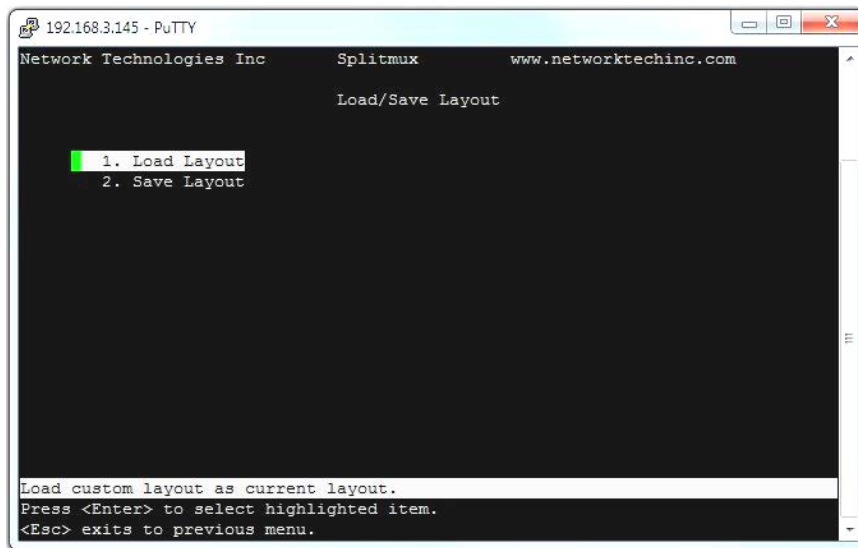 192.168.3.145 - PuTTY
Network Technologies Inc Splitmux www.networktechinc.com
Load/Save Layout
1. Load Layout
2. Save Layout
Load custom layout as current layout.
Press <Enter> to select highlighted item.
<Esc> exits to previous menu.